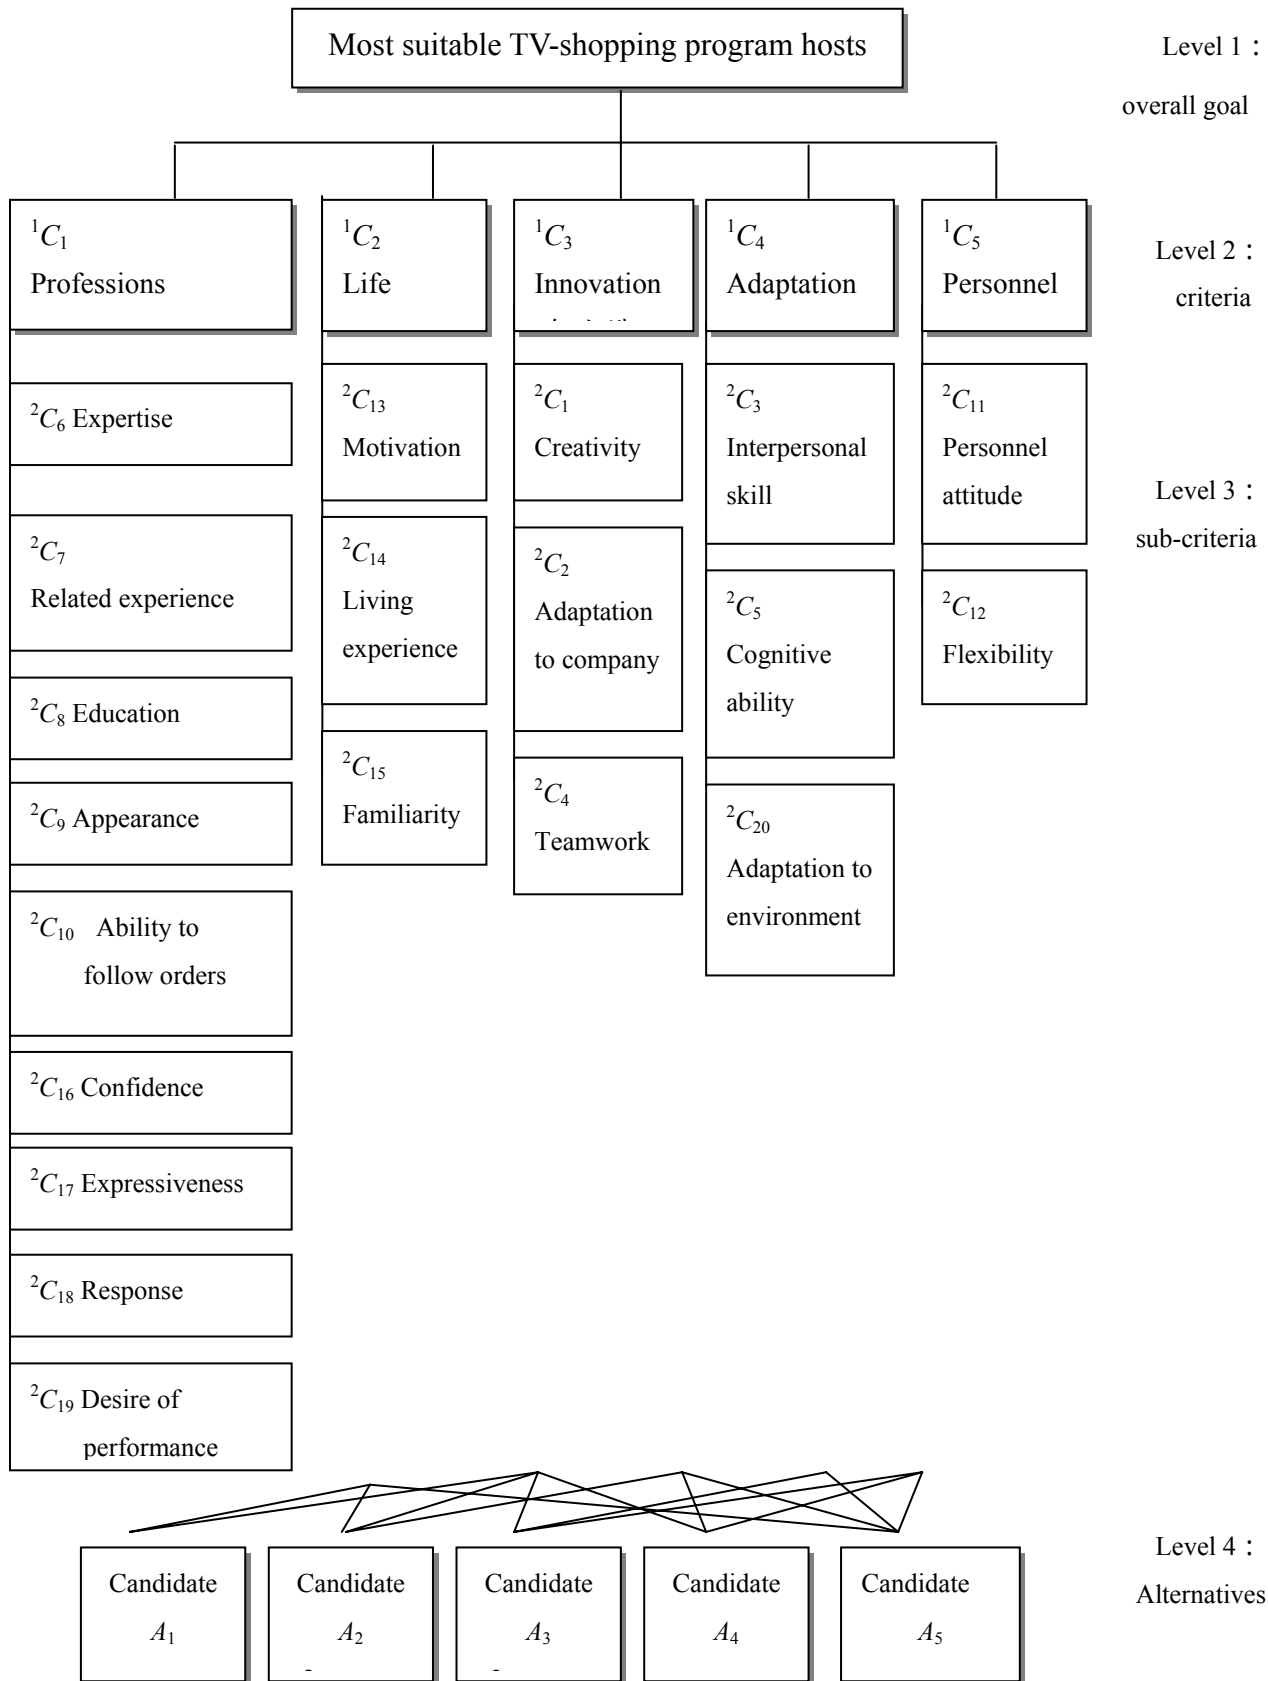 Most suitable TV-shopping program hosts
Level 1：
overall goal
¹C₁
Professions
¹C₂
Life
¹C₃
Innovation
¹C₄
Adaptation
¹C₅
Personnel
Level 2：
criteria
²C₆ Expertise
²C₇
Related experience
²C₈ Education
²C₉ Appearance
²C₁₀ Ability to
follow orders
²C₁₆ Confidence
²C₁₇ Expressiveness
²C₁₈ Response
²C₁₉ Desire of
performance
²C₁₃
Motivation
²C₁₄
Living
experience
²C₁₅
Familiarity
²C₁
Creativity
²C₂
Adaptation
to company
²C₄
Teamwork
²C₃
Interpersonal
skill
²C₅
Cognitive
ability
²C₂₀
Adaptation to
environment
²C₁₁
Personnel
attitude
²C₁₂
Flexibility
Level 3：
sub-criteria
Candidate
A₁
Candidate
A₂
Candidate
A₃
Candidate
A₄
Candidate
A₅
Level 4：
Alternatives